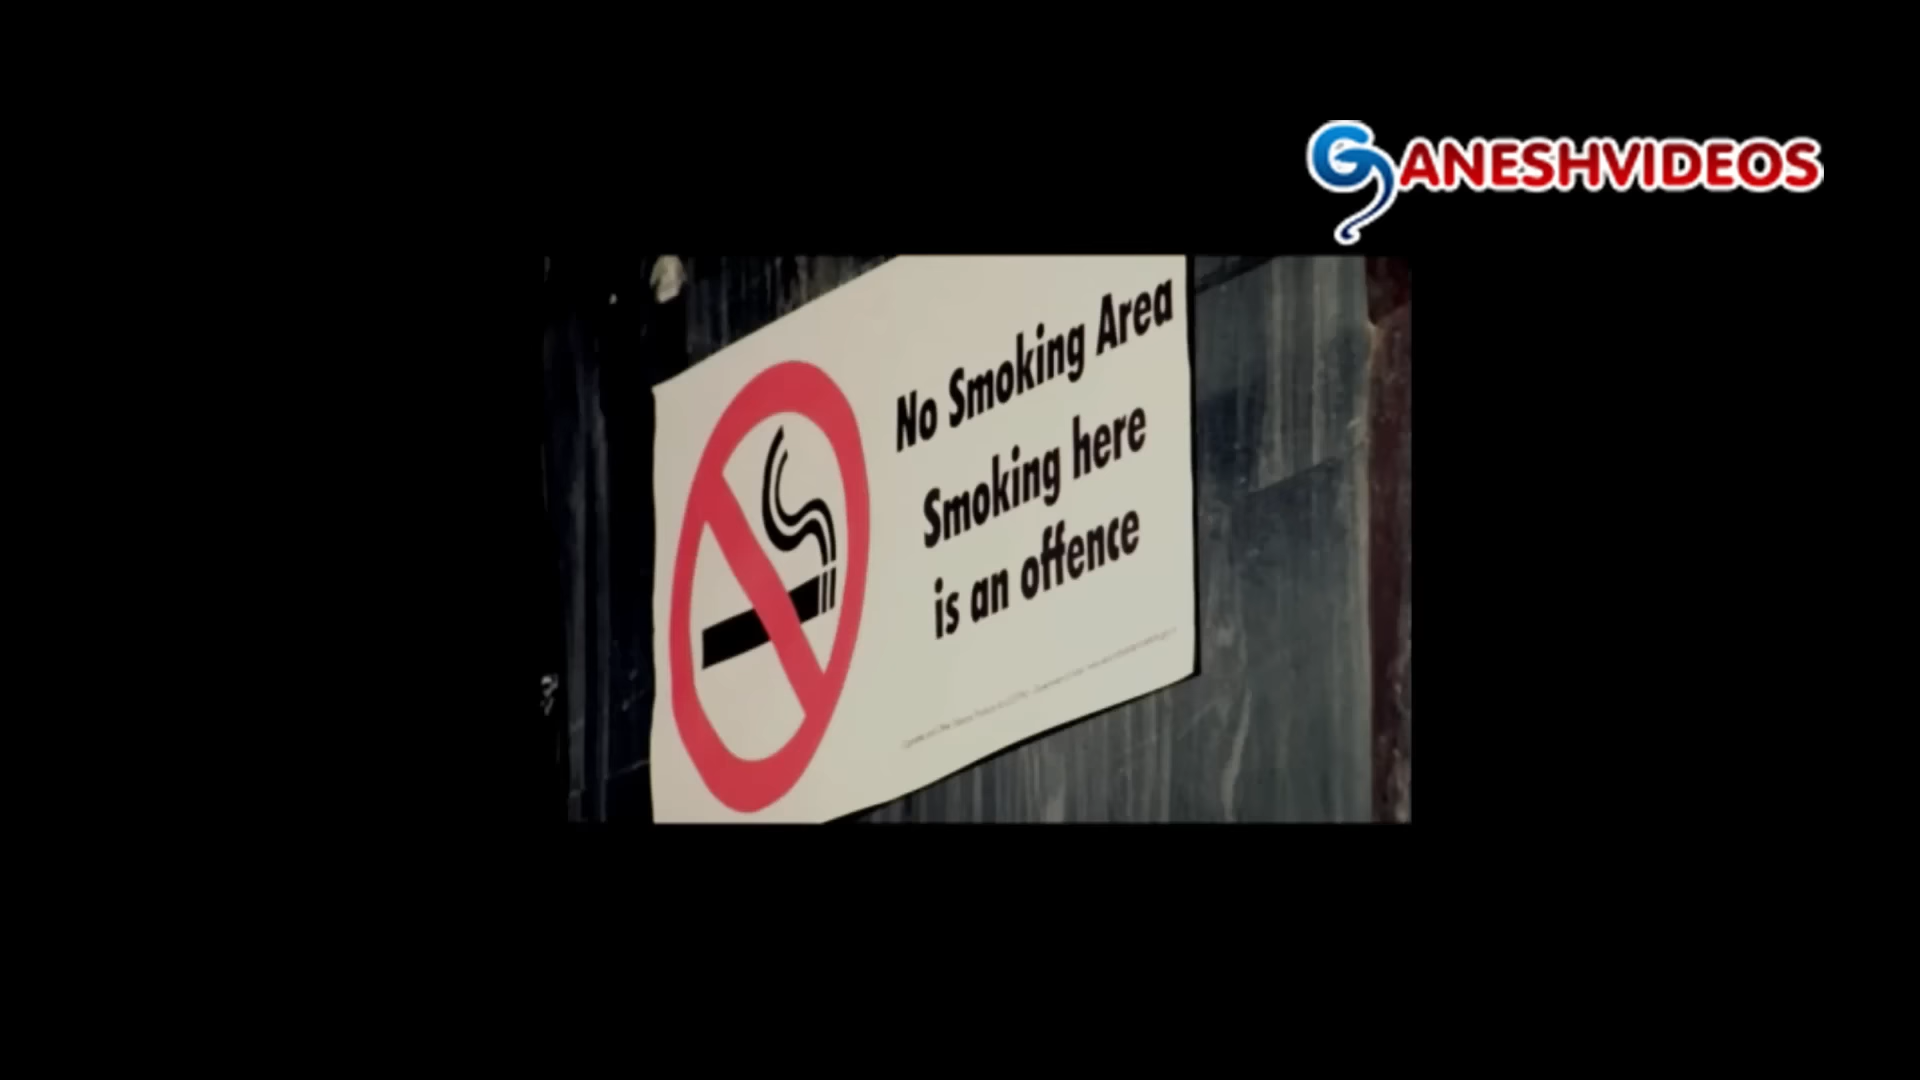 GANESHVIDEOS
No Smoking Area
Smoking here
is an offence